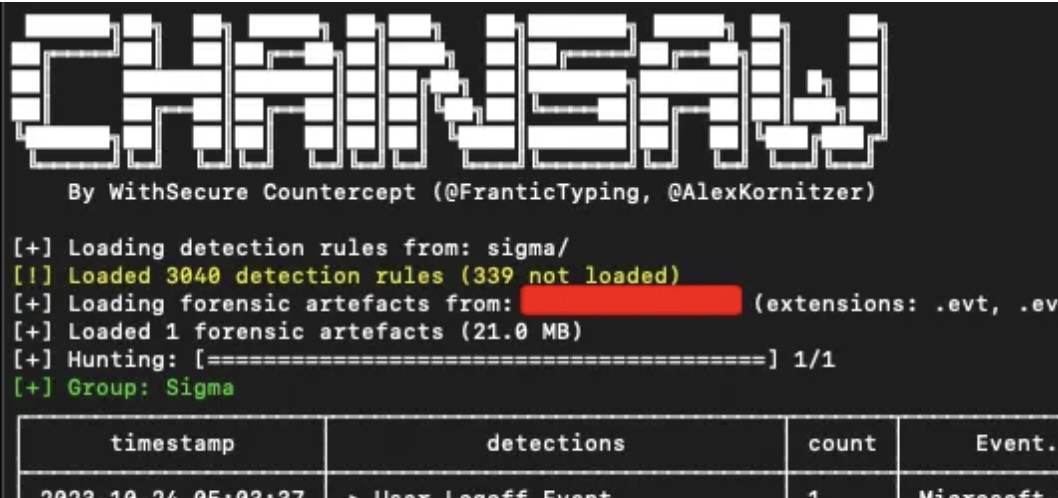 CHAINSAW
By WithSecure Countercept (@FranticTyping, @AlexKornitzer)
[+] Loading detection rules from: sigma/
[!] Loaded 3040 detection rules (339 not loaded)
[+] Loading forensic artefacts from: (extensions: .evt, .ev
[+] Loaded 1 forensic artefacts (21.0 MB)
[+] Hunting: [========================================] 1/1
[+] Group: Sigma
timestamp detections count Event.
2023-10-24 05:03:37 ‣ User Logoff Event 1 Microsoft